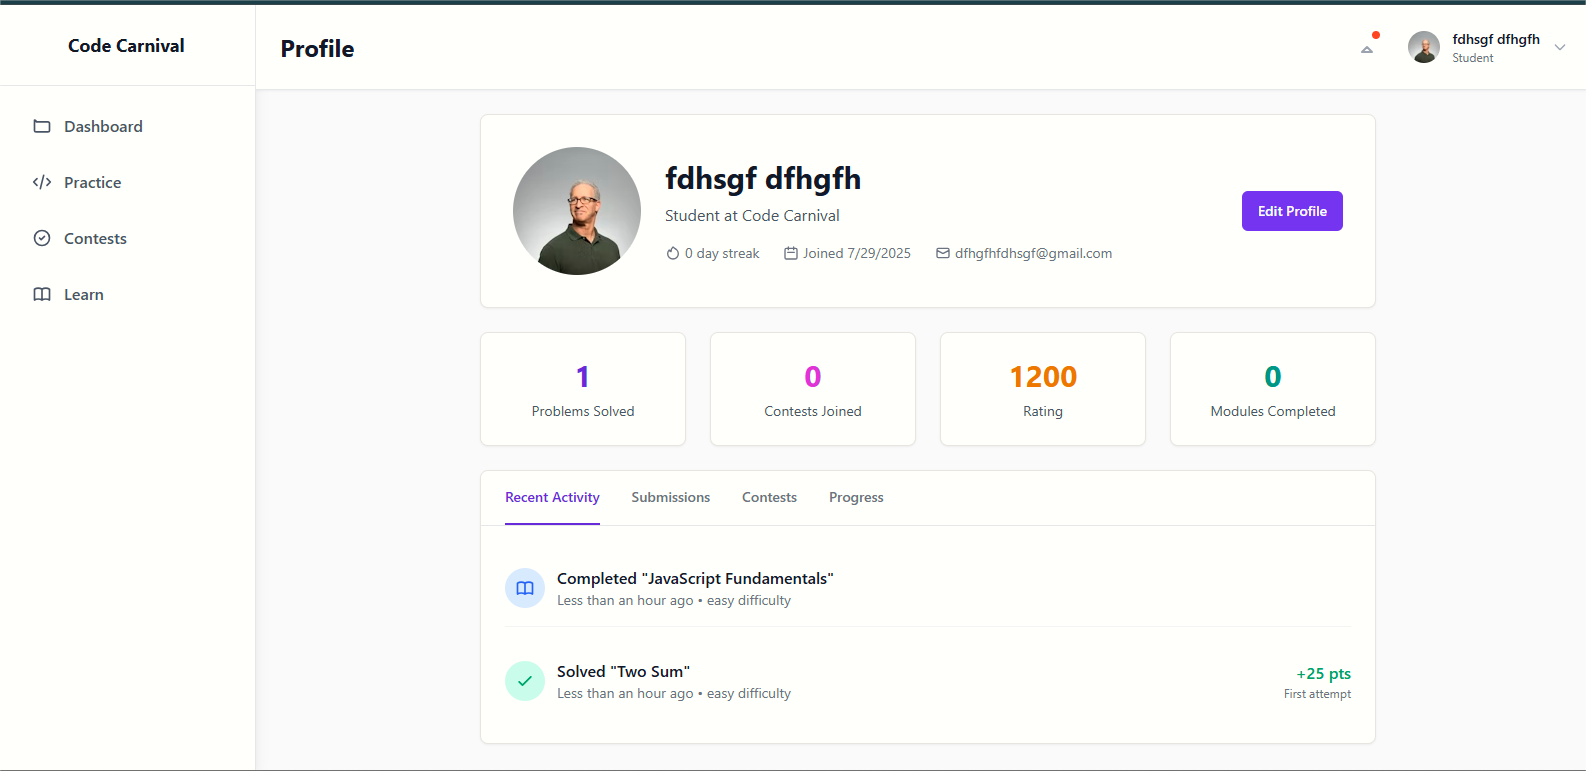 Code Carnival
Profile
fdhsgf dfhgfh
Student
Dashboard
Practice
Contests
Learn
fdhsgf dfhgfh
Student at Code Carnival
0 day streak
Joined 7/29/2025
dfhgfhfdhsgf@gmail.com
Edit Profile
1
Problems Solved
0
Contests Joined
1200
Rating
0
Modules Completed
Recent Activity
Submissions
Contests
Progress
Completed "JavaScript Fundamentals"
Less than an hour ago • easy difficulty
Solved "Two Sum"
Less than an hour ago • easy difficulty
+25 pts
First attempt